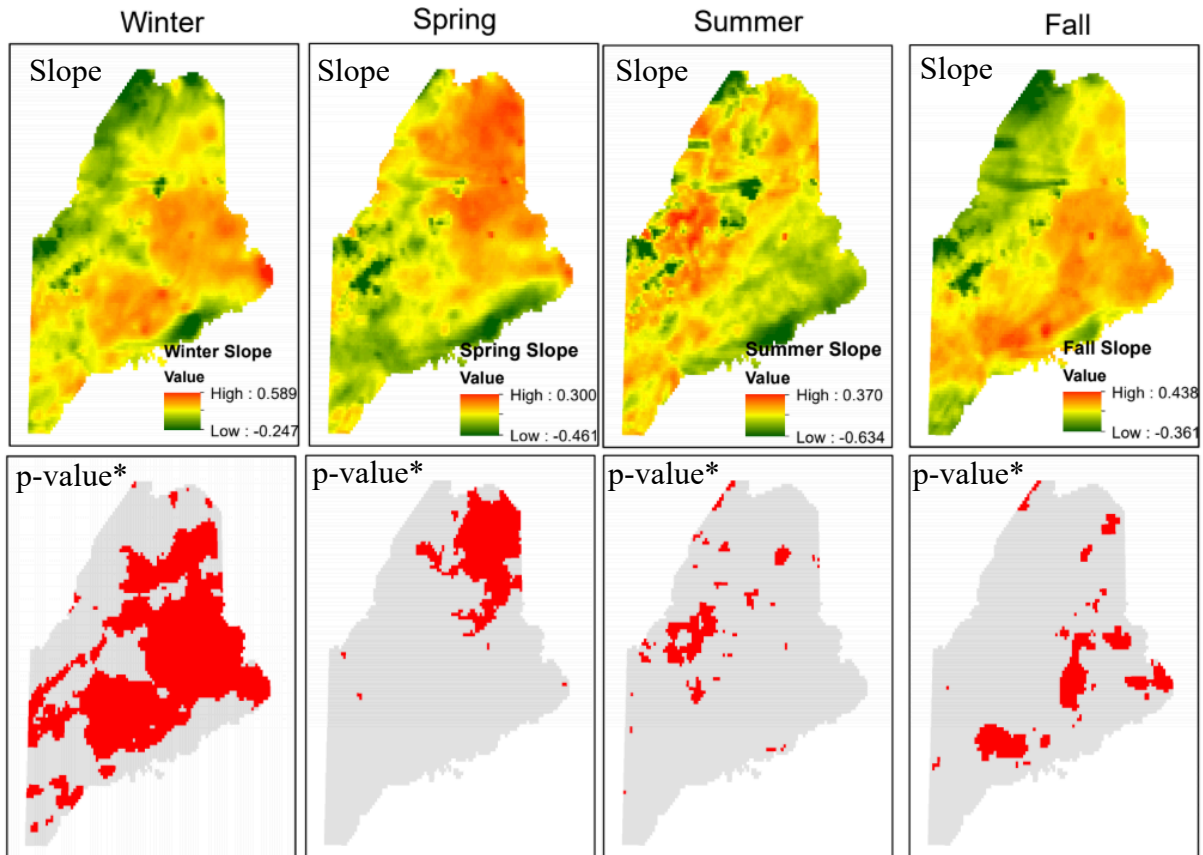 Winter
Spring
Summer
Fall
Slope
Slope
Slope
Slope
Winter Slope
Value
High : 0.589
Low : -0.247
Spring Slope
Value
High : 0.300
Low : -0.461
Summer Slope
Value
High : 0.370
Low : -0.634
Fall Slope
Value
High : 0.438
Low : -0.361
p-value*
p-value*
p-value*
p-value*